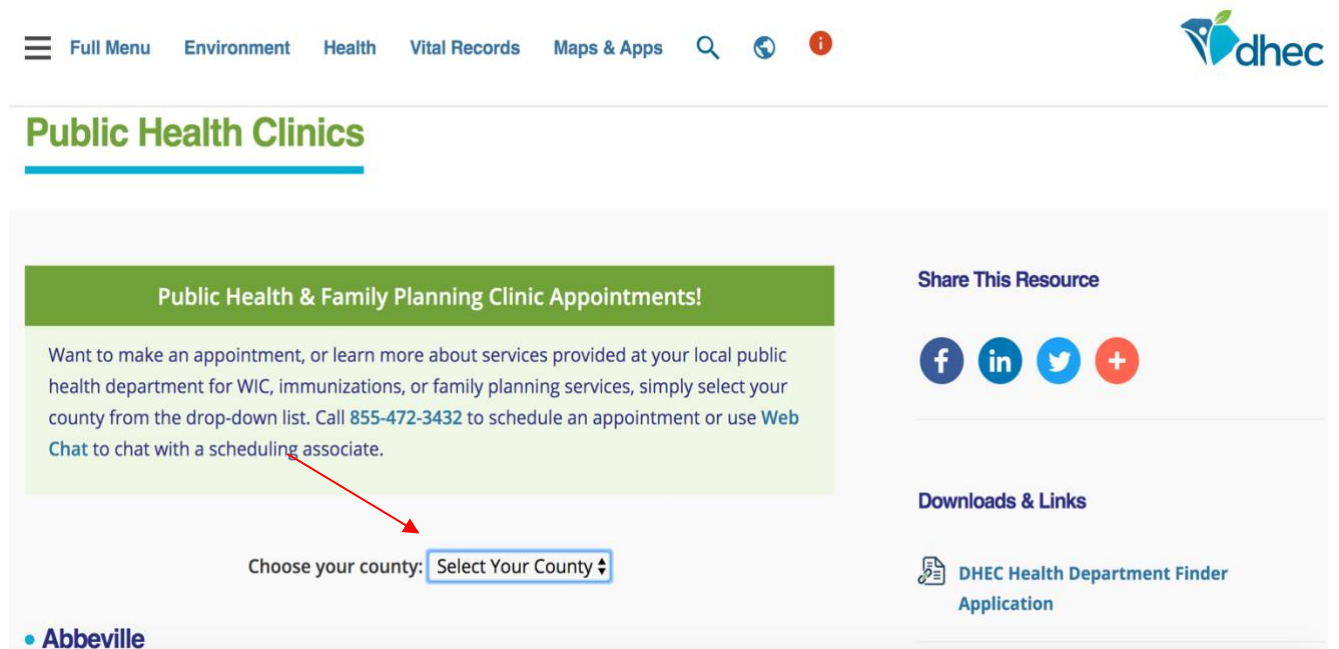 Full Menu Environment Health Vital Records Maps & Apps
dhec
Public Health Clinics
Public Health & Family Planning Clinic Appointments!
Want to make an appointment, or learn more about services provided at your local public
health department for WIC, immunizations, or family planning services, simply select your
county from the drop-down list. Call 855-472-3432 to schedule an appointment or use Web
Chat to chat with a scheduling associate.
Choose your county: Select Your County
• Abbeville
Share This Resource
Downloads & Links
DHEC Health Department Finder
Application